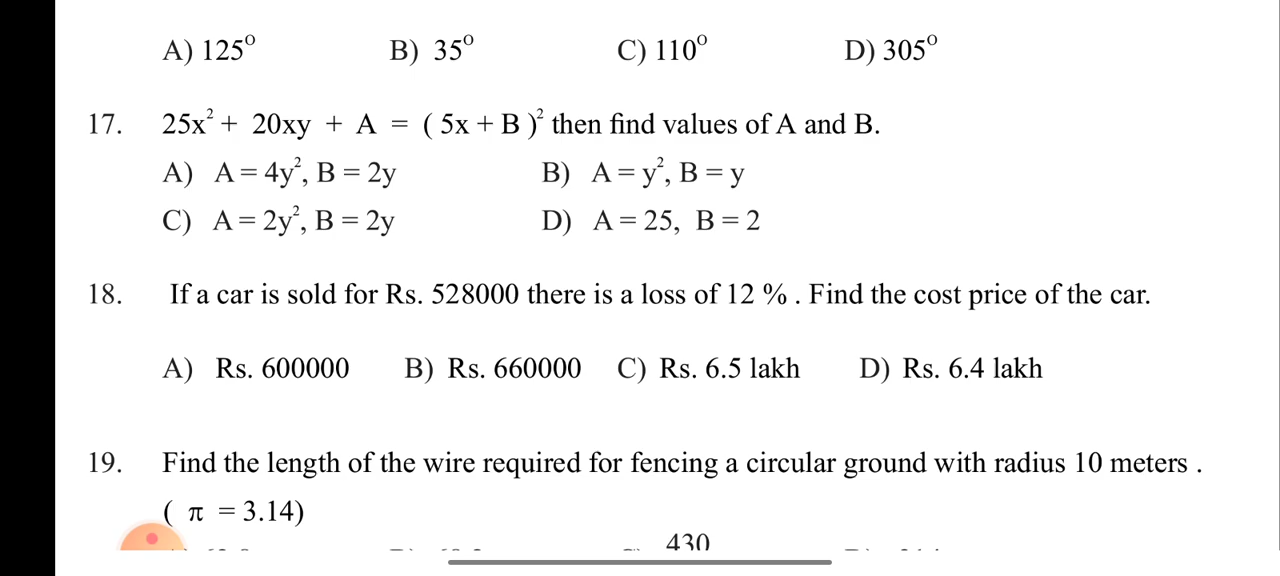 A) 125° B) 35° C) 110° D) 305°
17. 25x² + 20xy + A = ( 5x + B )² then find values of A and B.
A) A = 4y², B = 2y B) A = y², B = y
C) A = 2y², B = 2y D) A = 25, B = 2
18. If a car is sold for Rs. 528000 there is a loss of 12 % . Find the cost price of the car.
A) Rs. 600000 B) Rs. 660000 C) Rs. 6.5 lakh D) Rs. 6.4 lakh
19. Find the length of the wire required for fencing a circular ground with radius 10 meters .
( π = 3.14)
430